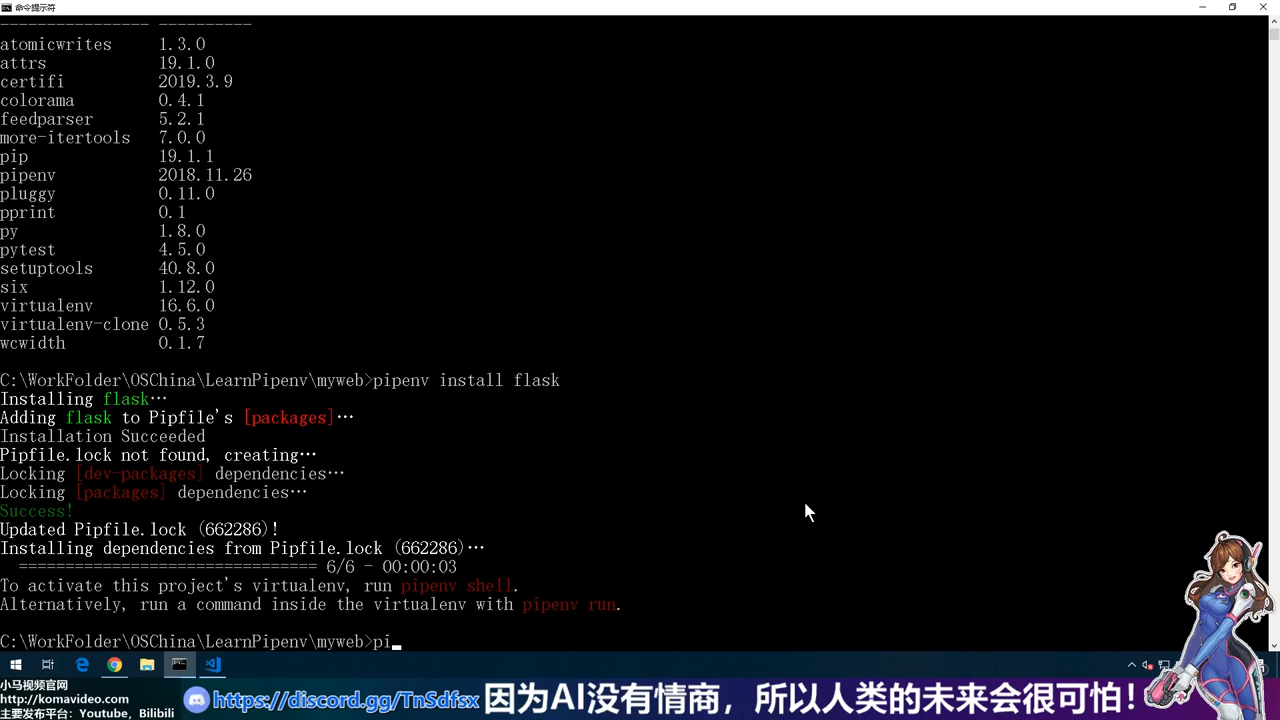 命令提示符
--------------- ----------
atomicwrites 1.3.0
attrs 19.1.0
certifi 2019.3.9
colorama 0.4.1
feedparser 5.2.1
more-itertools 7.0.0
pip 19.1.1
pipenv 2018.11.26
pluggy 0.11.0
pprint 0.1
py 1.8.0
pytest 4.5.0
setuptools 40.8.0
six 1.12.0
virtualenv 16.6.0
virtualenv-clone 0.5.3
wcwidth 0.1.7
C:\WorkFolder\OSChina\LearnPipenv\myweb>pipenv install flask
Installing flask…
Adding flask to Pipfile's [packages]…
Installation Succeeded
Pipfile.lock not found, creating…
Locking [dev-packages] dependencies…
Locking [packages] dependencies…
Success!
Updated Pipfile.lock (662286)!
Installing dependencies from Pipfile.lock (662286)…
================================ 6/6 - 00:00:03
To activate this project's virtualenv, run pipenv shell.
Alternatively, run a command inside the virtualenv with pipenv run.
C:\WorkFolder\OSChina\LearnPipenv\myweb>pi
小马视频官网
http://komavideo.com
主要发布平台：Youtube, Bilibili
https://discord.gg/TnSdfsx 因为AI没有情商，所以人类的未来会很可怕！